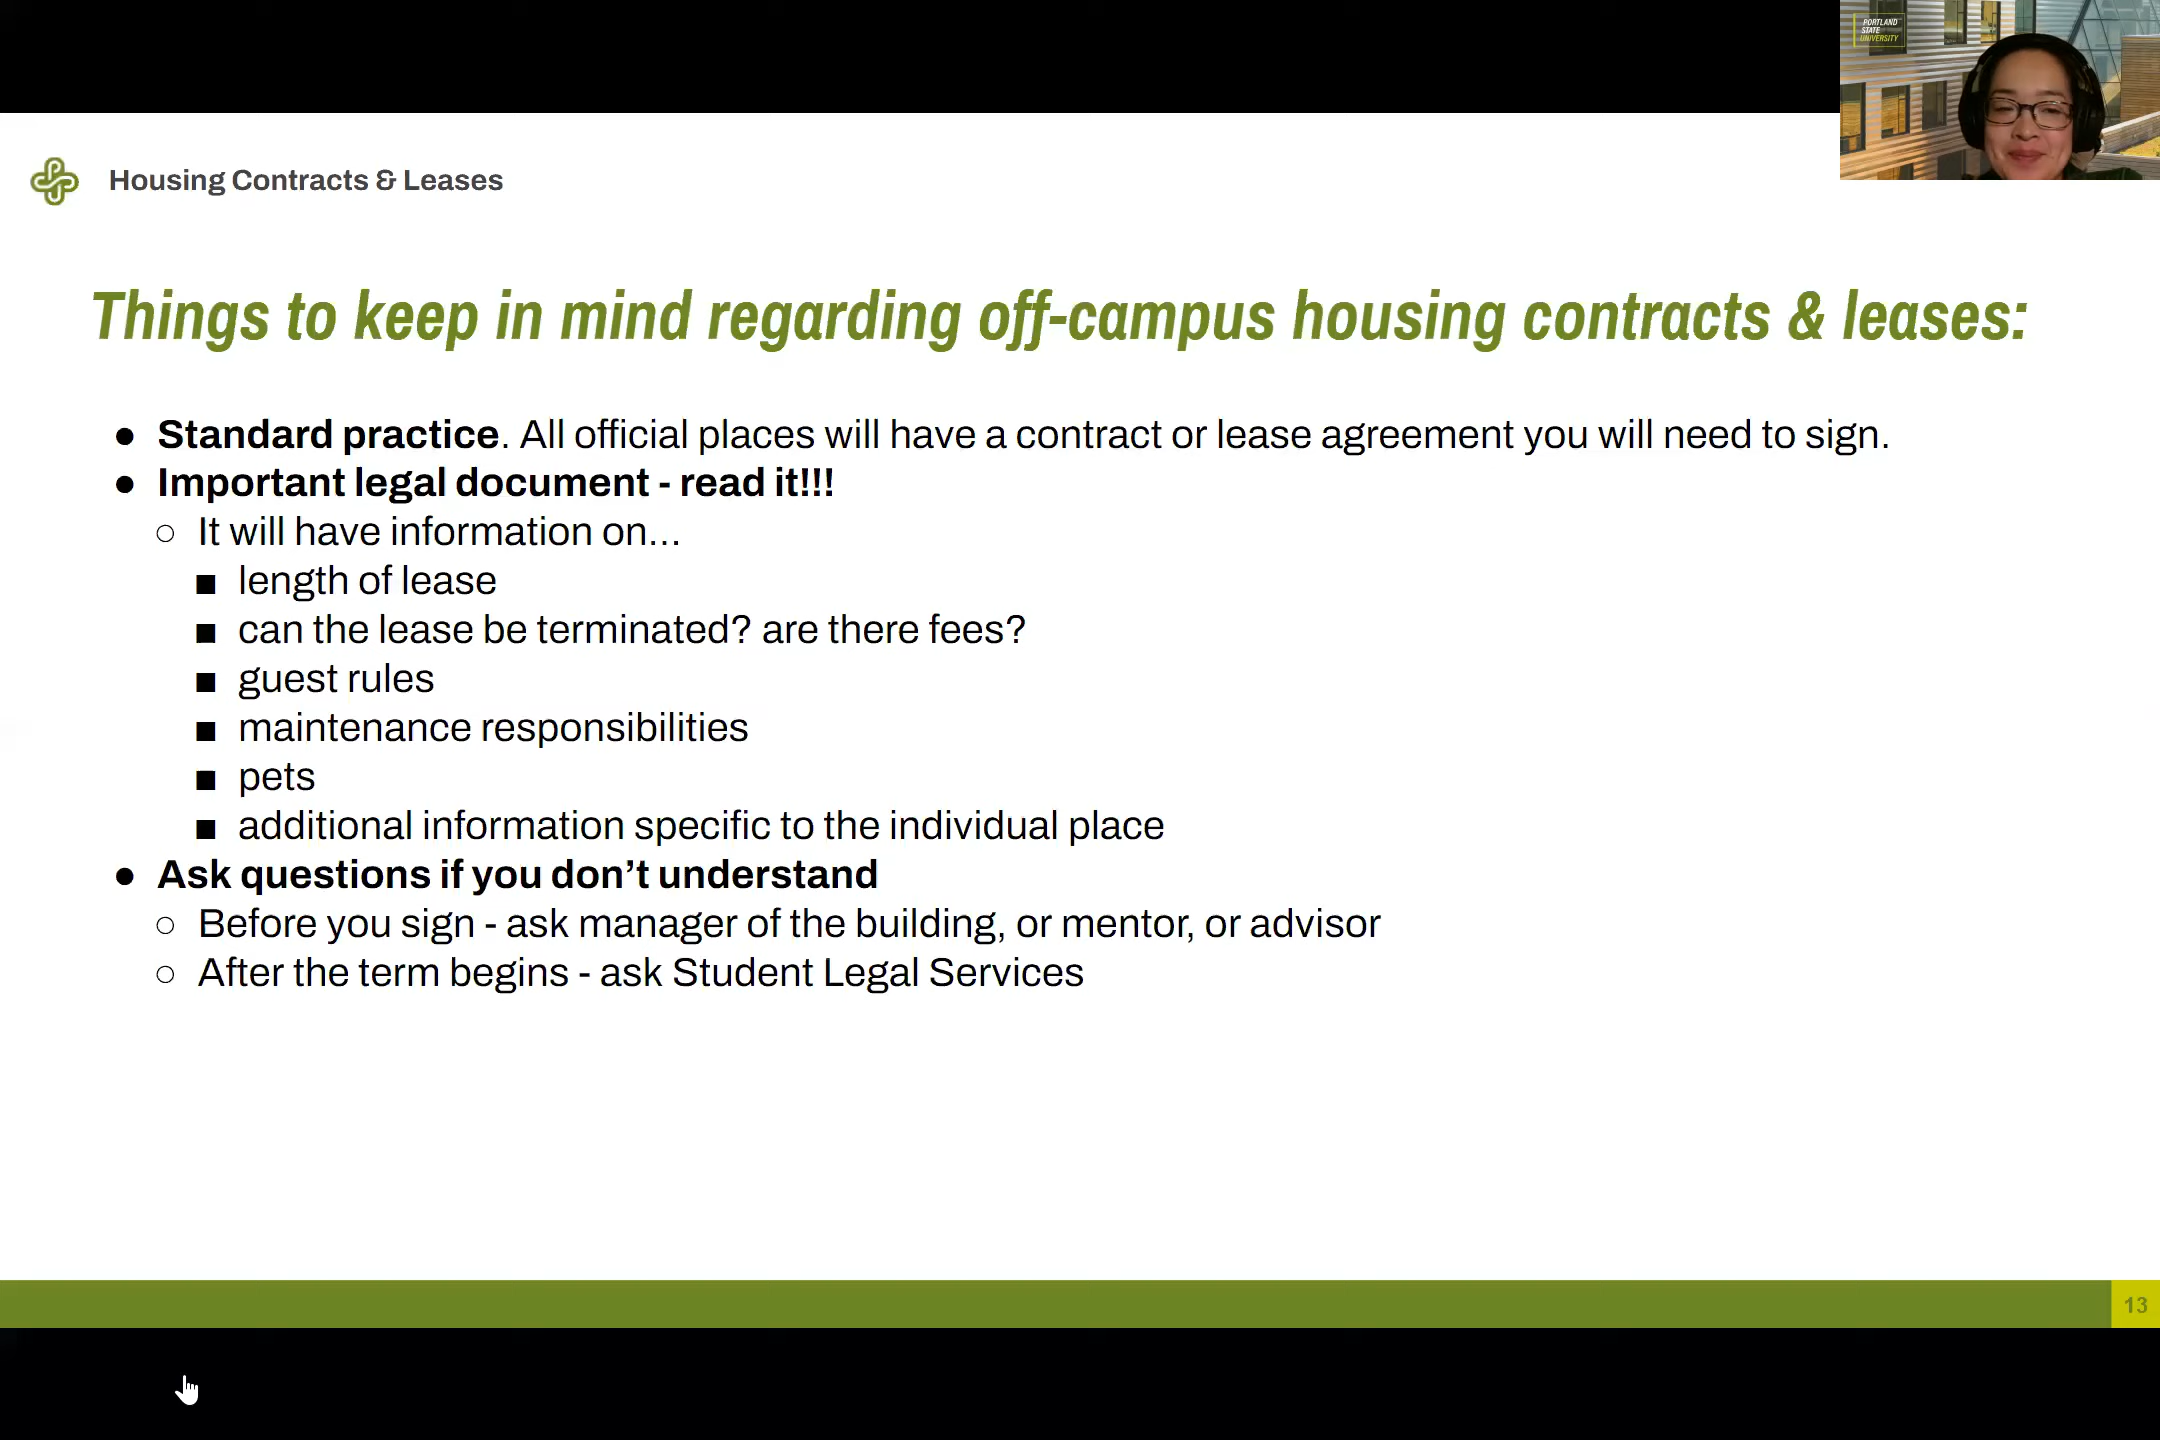 PORTLAND
STATE
UNIVERSITY
Housing Contracts & Leases
Things to keep in mind regarding off-campus housing contracts & leases:
● Standard practice. All official places will have a contract or lease agreement you will need to sign.
● Important legal document - read it!!!
○ It will have information on...
■ length of lease
■ can the lease be terminated? are there fees?
■ guest rules
■ maintenance responsibilities
■ pets
■ additional information specific to the individual place
● Ask questions if you don’t understand
○ Before you sign - ask manager of the building, or mentor, or advisor
○ After the term begins - ask Student Legal Services
13